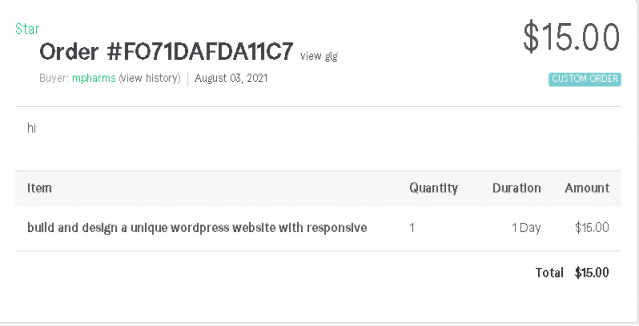 Star
Order #FO71DAFDA11C7 view gig
$15.00
Buyer: mpharms (view history) | August 03, 2021
CUSTOM ORDER
hi
Item Quantity Duration Amount
build and design a unique wordpress website with responsive 1 1 Day $15.00
Total $15.00